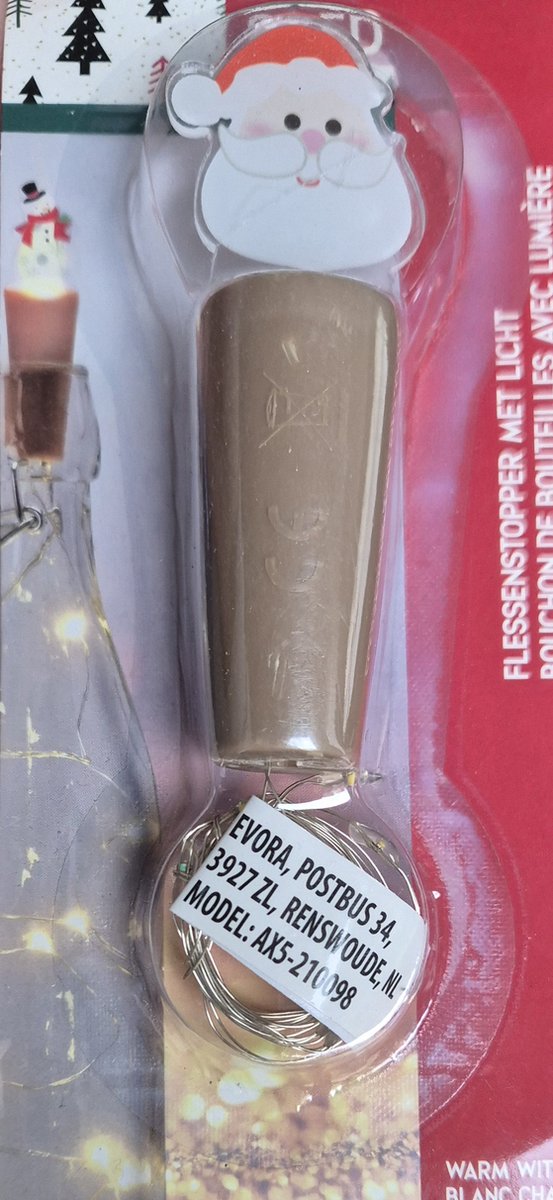 FLESSENSTOPPER MET LICHT
BOUCHON DE BOUTEILLES AVEC LUMIÈRE
EVORA, POSTBUS 34,
3927 ZL, RENSWOUDE, NL
MODEL: AX5-210098
WARM WIT
BLANC